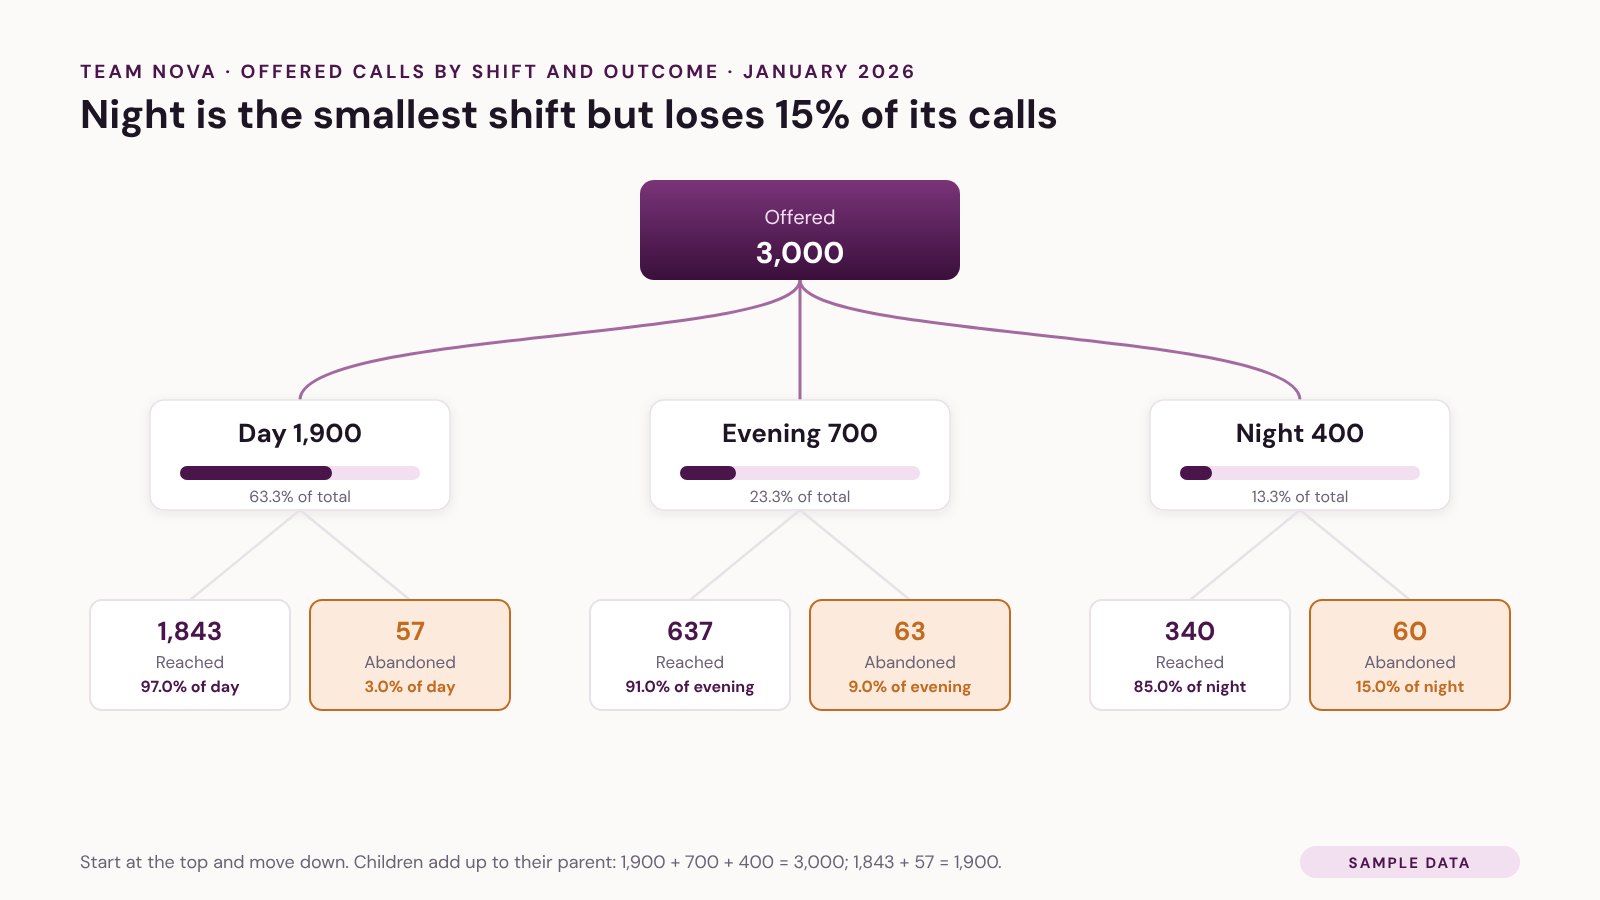 TEAM NOVA · OFFERED CALLS BY SHIFT AND OUTCOME · JANUARY 2026
Night is the smallest shift but loses 15% of its calls
Offered
3,000
Day 1,900
63.3% of total
Evening 700
23.3% of total
Night 400
13.3% of total
1,843
Reached
97.0% of day
57
Abandoned
3.0% of day
637
Reached
91.0% of evening
63
Abandoned
9.0% of evening
340
Reached
85.0% of night
60
Abandoned
15.0% of night
Start at the top and move down. Children add up to their parent: 1,900 + 700 + 400 = 3,000; 1,843 + 57 = 1,900.
SAMPLE DATA